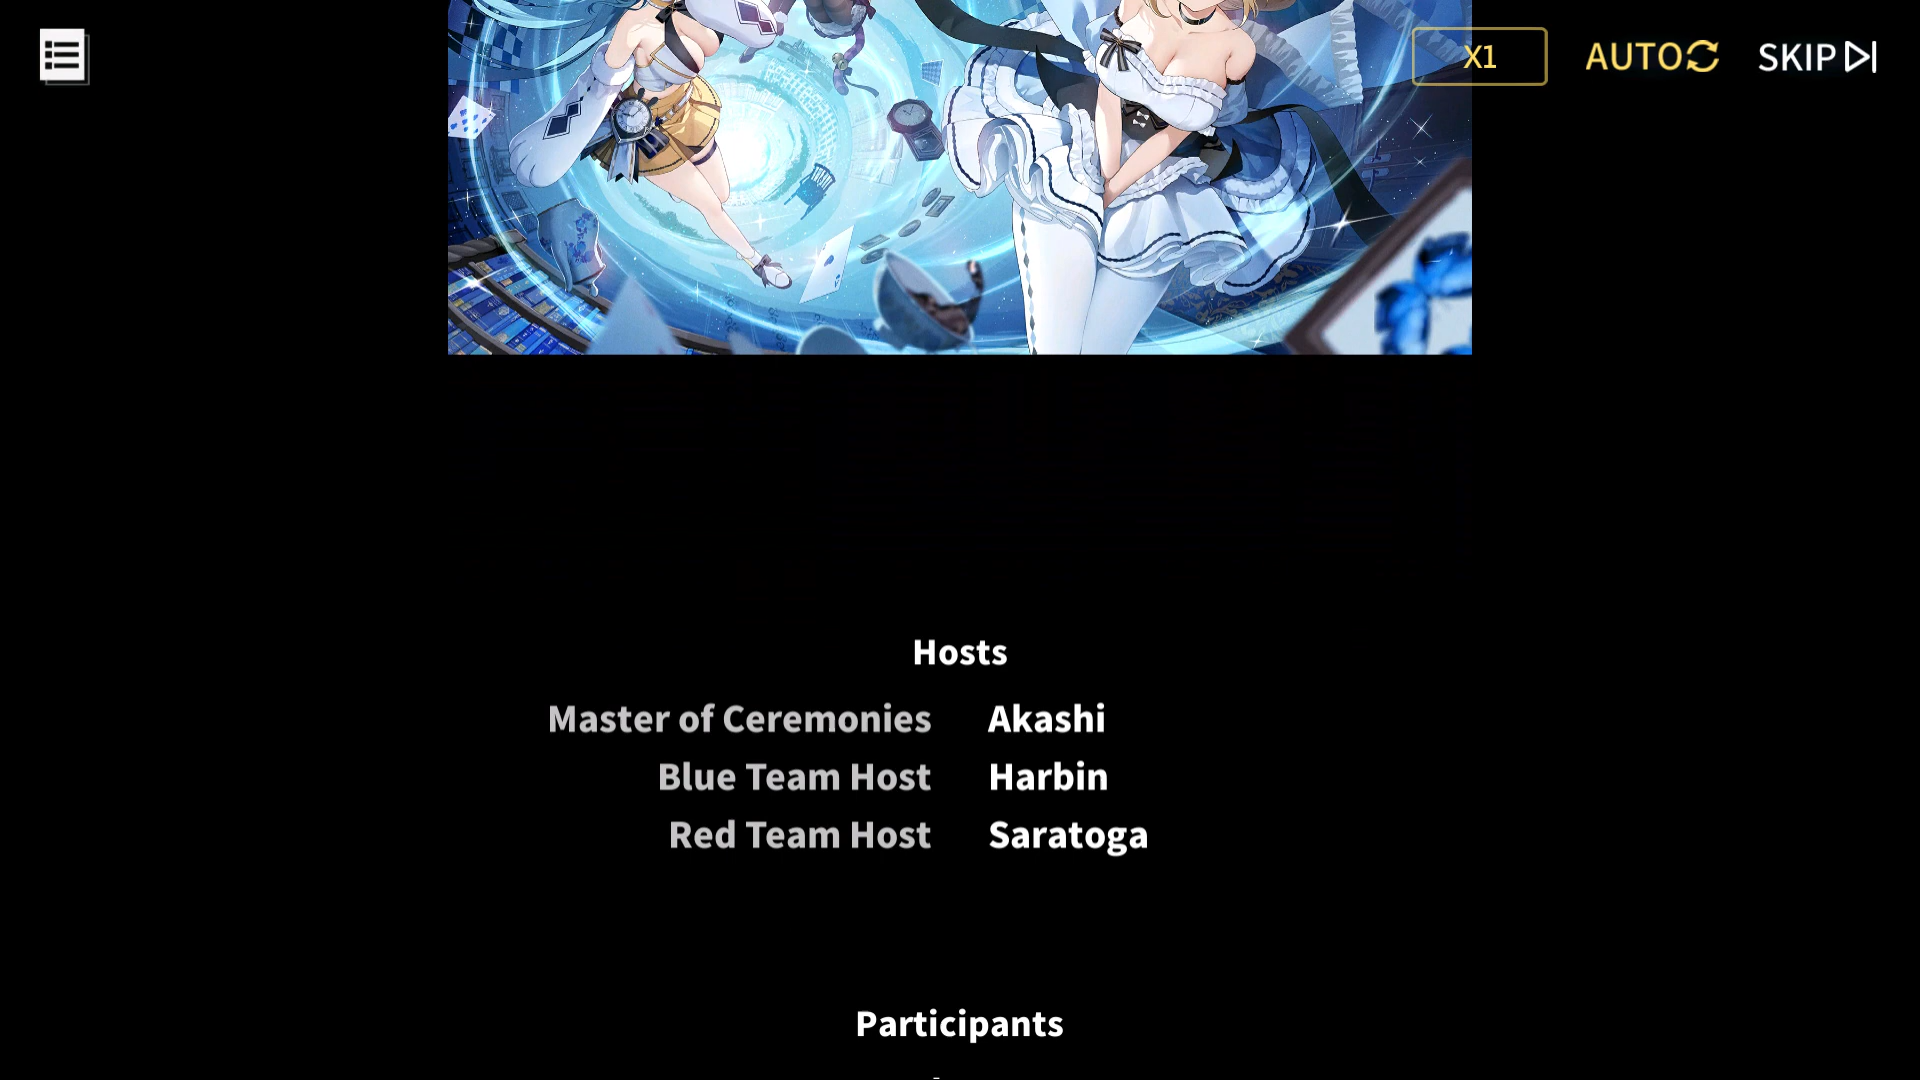 X1
AUTO
SKIP
Hosts
Master of Ceremonies Akashi
Blue Team Host Harbin
Red Team Host Saratoga
Participants